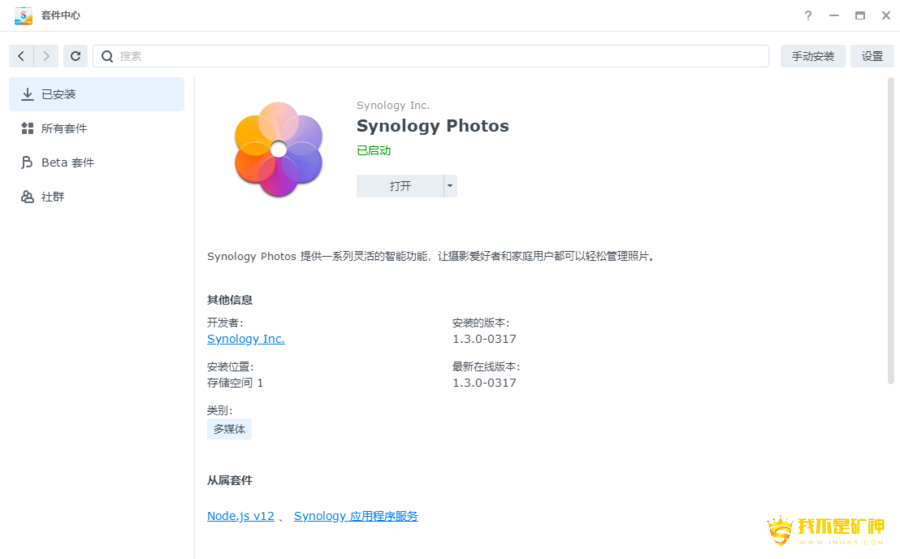 套件中心
搜索
手动安装
设置
已安装
所有套件
Beta 套件
社群
Synology Inc.
Synology Photos
已启动
打开
Synology Photos 提供一系列灵活的智能功能，让摄影爱好者和家庭用户都可以轻松管理照片。
其他信息
开发者:
Synology Inc.
安装的版本:
1.3.0-0317
安装位置:
存储空间 1
最新在线版本:
1.3.0-0317
类别:
多媒体
从属套件
Node.js v12 、 Synology 应用程序服务
我不是矿神